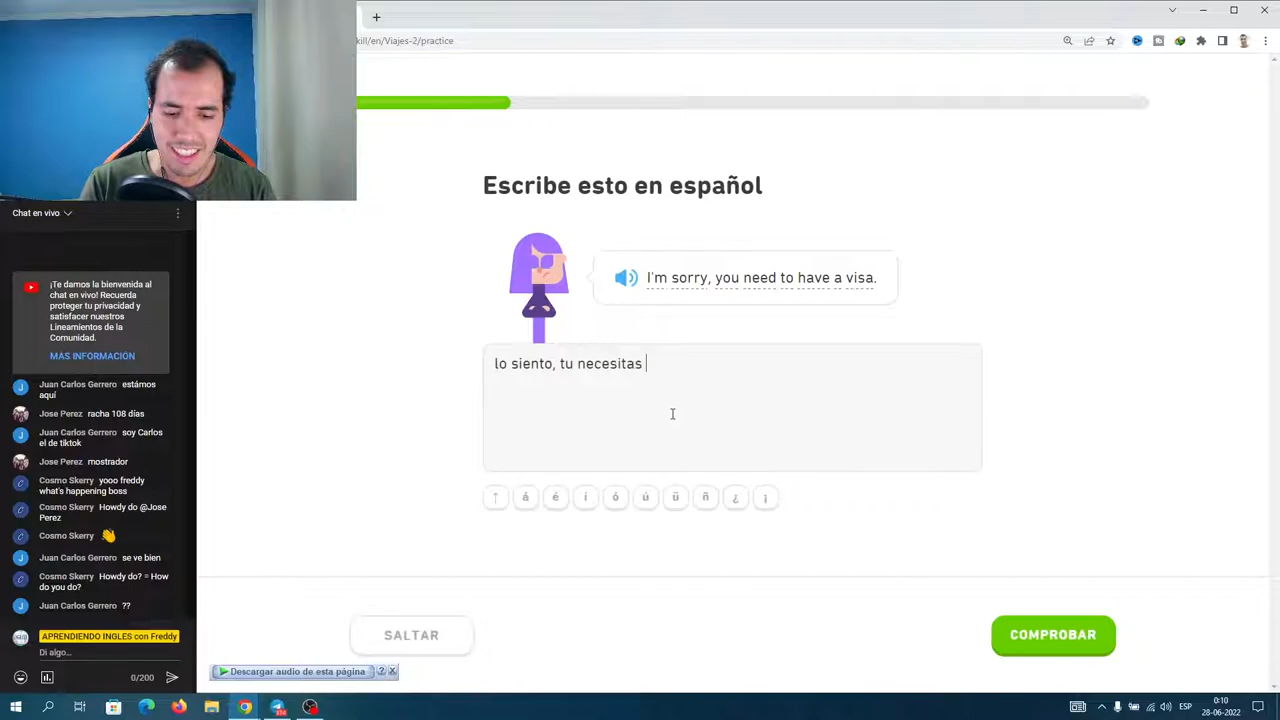 kill/en/Viajes-2/practice
Escribe esto en español
I'm sorry, you need to have a visa.
lo siento, tu necesitas
á é í ó ú ü ñ ¿ ¡
SALTAR
COMPROBAR
Descargar audio de esta página
Chat en vivo
¡Te damos la bienvenida al
chat en vivo! Recuerda
proteger tu privacidad y
satisfacer nuestros
Lineamientos de la
Comunidad.
MÁS INFORMACIÓN
J Juan Carlos Gerrero estámos
aquí
Jose Perez racha 108 días
J Juan Carlos Gerrero soy Carlos
el de tiktok
Jose Perez mostrador
C Cosmo Skerry yooo freddy
what's happening boss
C Cosmo Skerry Howdy do @Jose
Perez
C Cosmo Skerry 👋
J Juan Carlos Gerrero se ve bien
C Cosmo Skerry Howdy do? = How
do you do?
J Juan Carlos Gerrero ??
APRENDIENDO INGLES con Freddy
Di algo...
0/200
ESP
0:10
28-06-2022